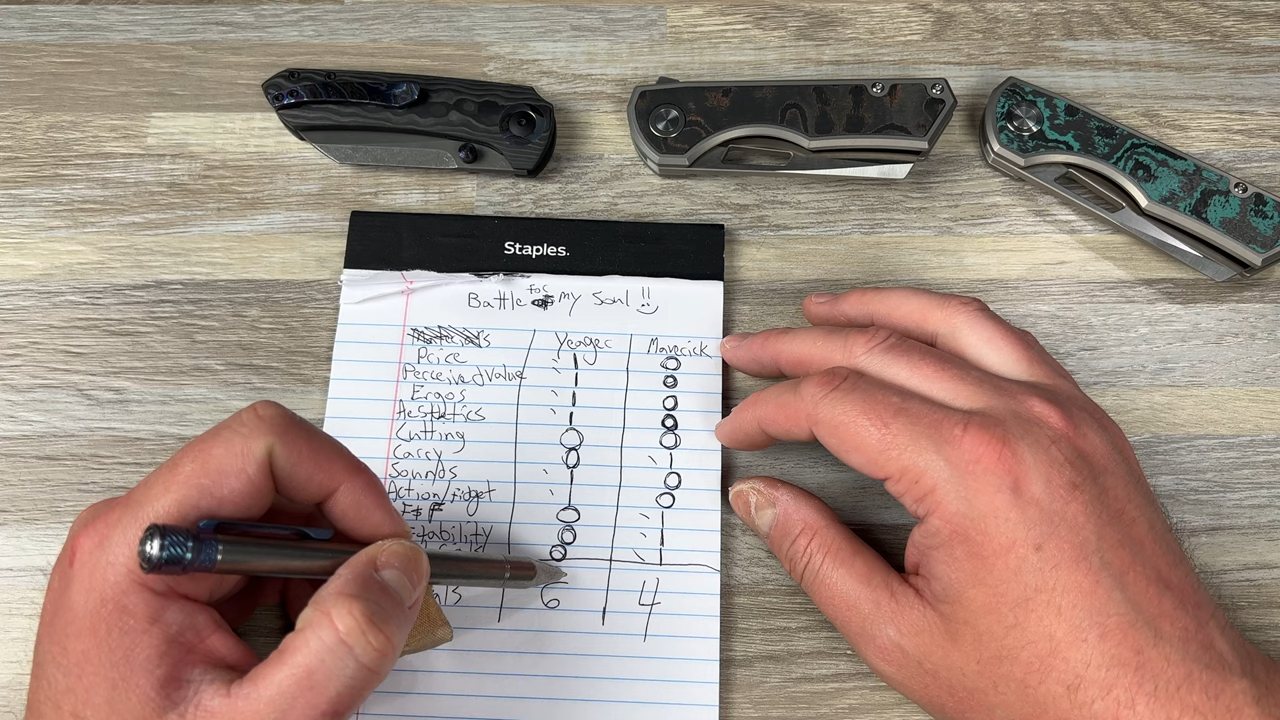 Staples.
Battle for my Soul !!
Yeager Maverick
Price
Perceived Value
Ergos
Aesthetics
Cutting
Carry
Sounds
Action/Fidget
F&F
6 4